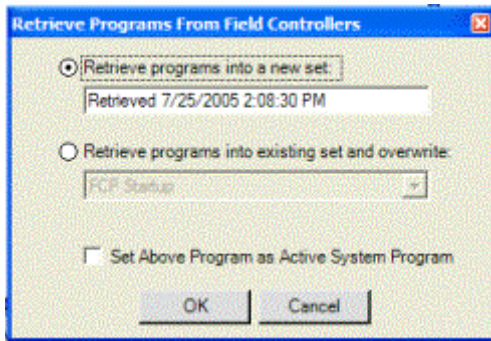 Retrieve Programs From Field Controllers
Retrieve programs into a new set:
Retrieved 7/25/2005 2:08:30 PM
Retrieve programs into existing set and overwrite:
FCP Startup
Set Above Program as Active System Program
OK
Cancel